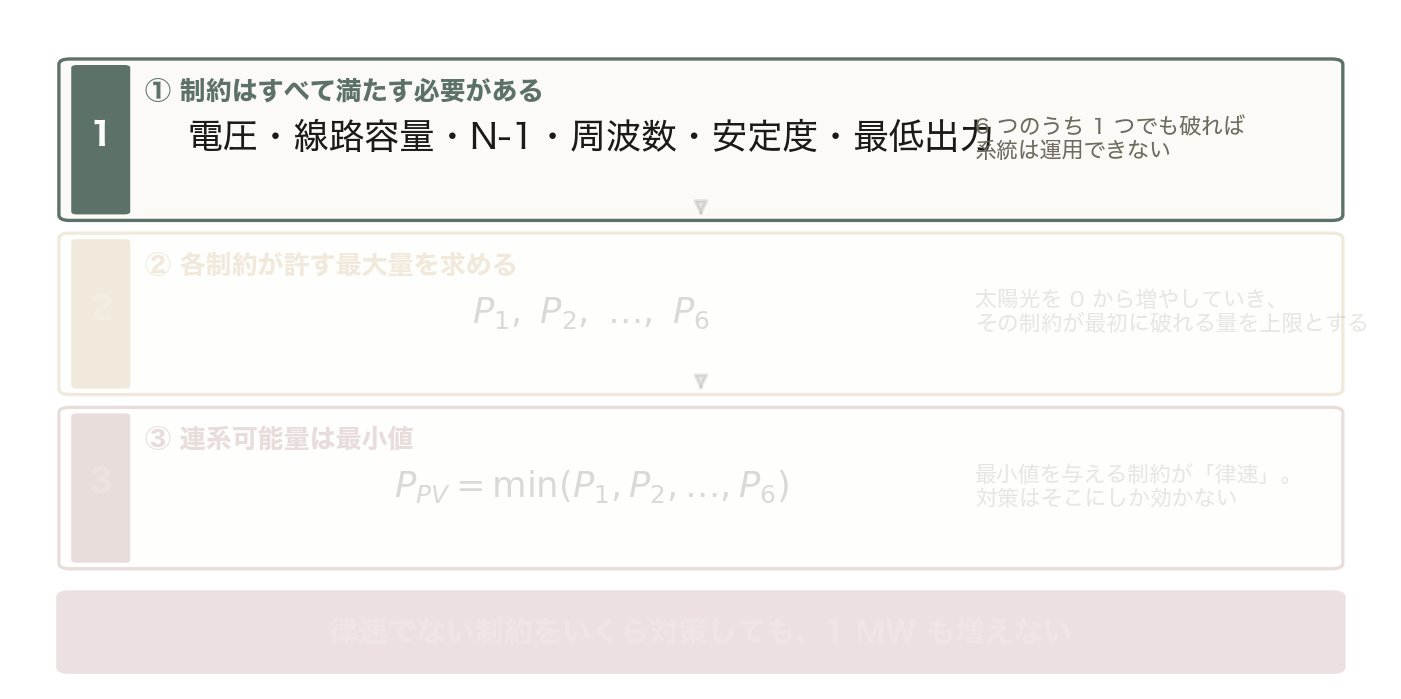 1
① 制約はすべて満たす必要がある
電圧・線路容量・N-1・周波数・安定度・最低出力
6 つのうち 1 つでも破れば
系統は運用できない
2
② 各制約が許す最大量を求める
P₁, P₂, …, P₆
太陽光を 0 から増やしていき、
その制約が最初に破れる量を上限とする
3
③ 連系可能量は最小値
P_PV = min(P₁, P₂, …, P₆)
最小値を与える制約が「律速」。
対策はそこにしか効かない
律速でない制約をいくら対策しても、1 MW も増えない